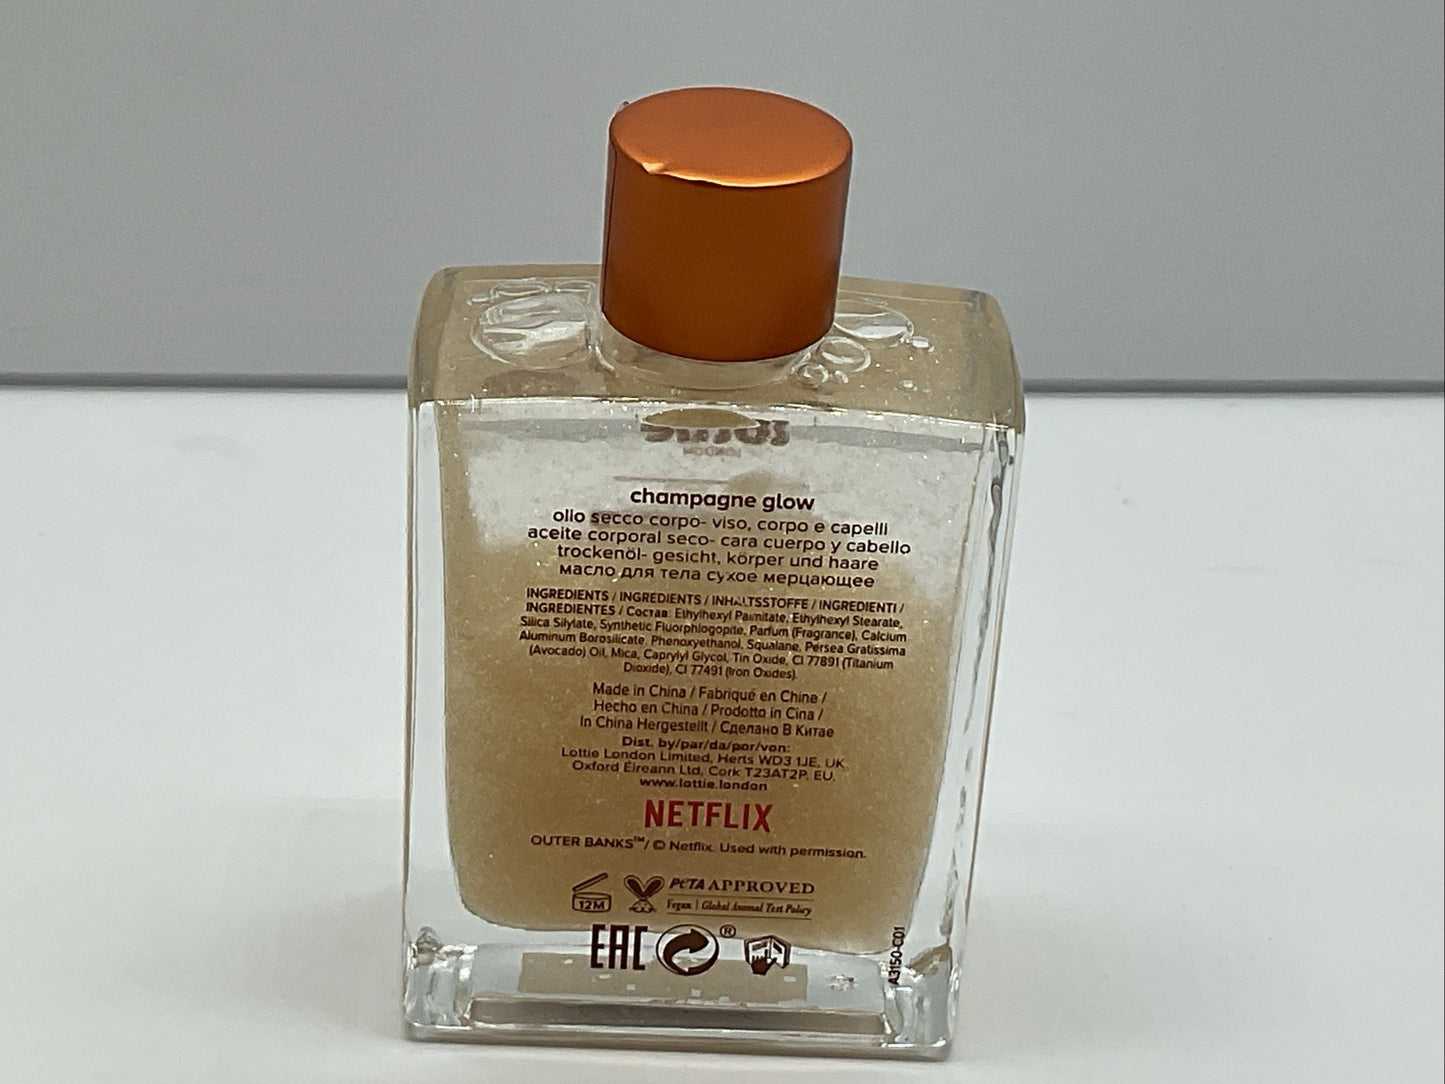 lottie
LONDON
champagne glow
olio secco corpo- viso, corpo e capelli
aceite corporal seco- cara cuerpo y cabello
trockenöl- gesicht, körper und haare
масло для тела сухое мерцающее
INGREDIENTS / INGREDIENTS / INHALTSSTOFFE / INGREDIENTI /
INGREDIENTES / Состав: Ethylhexyl Palmitate, Ethylhexyl Stearate,
Silica Silylate, Synthetic Fluorphlogopite, Parfum (Fragrance), Calcium
Aluminum Borosilicate, Phenoxyethanol, Squalane, Persea Gratissima
(Avocado) Oil, Mica, Caprylyl Glycol, Tin Oxide, CI 77891 (Titanium
Dioxide), CI 77491 (Iron Oxides).
Made in China / Fabriqué en Chine /
Hecho en China / Prodotto in Cina /
In China Hergestellt / Сделано В Китае
Dist. by/par/da/por/von:
Lottie London Limited, Herts WD3 1JE, UK.
Oxford Éireann Ltd, Cork T23AT2P, EU.
www.lottie.london
NETFLIX
OUTER BANKS™/ © Netflix. Used with permission.
12M
PETA APPROVED
Vegan | Global Animal Test Policy
EAC ®
A3150-C01